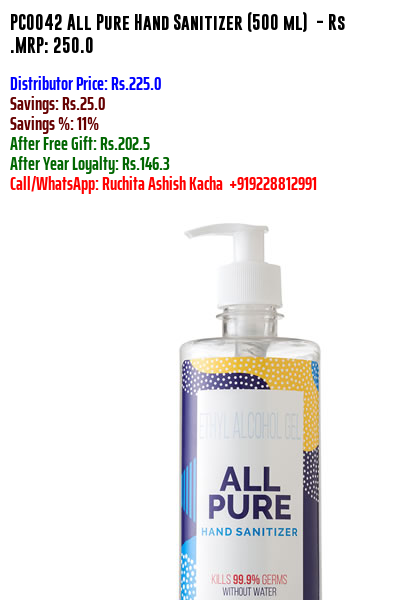 PC0042 All Pure Hand Sanitizer (500 ml)  - Rs
.MRP: 250.0
Distributor Price: Rs.225.0
Savings: Rs.25.0
Savings %: 11%
After Free Gift: Rs.202.5
After Year Loyalty: Rs.146.3
Call/WhatsApp: Ruchita Ashish Kacha  +919228812991
ETHYL ALCOHOL GEL
ALL
PURE
HAND SANITIZER
KILLS 99.9% GERMS
WITHOUT WATER